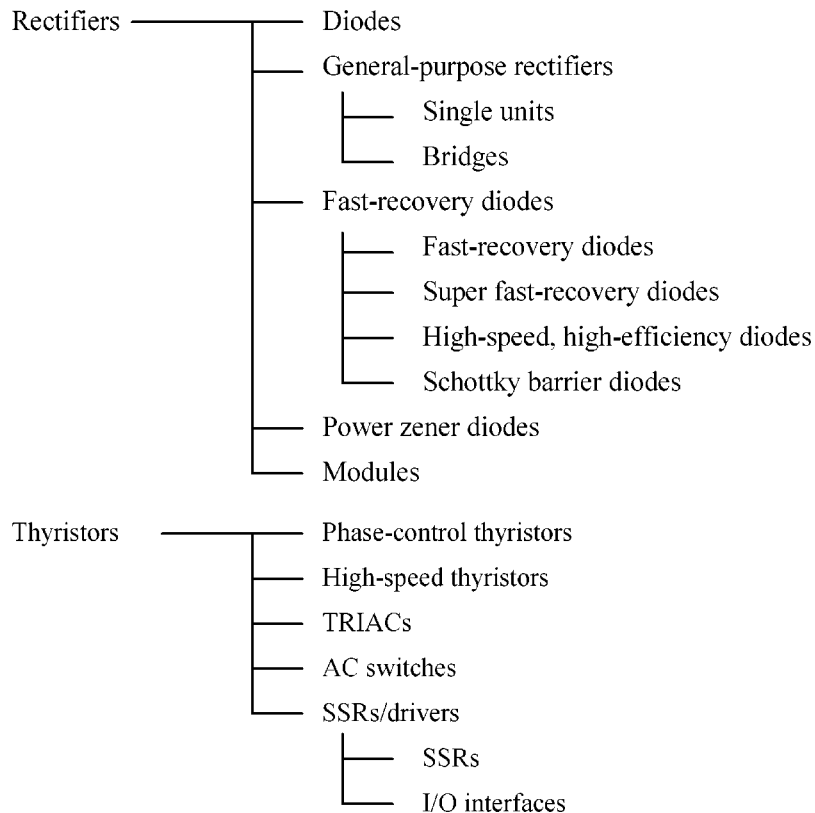 Rectifiers Diodes
General-purpose rectifiers
Single units
Bridges
Fast-recovery diodes
Fast-recovery diodes
Super fast-recovery diodes
High-speed, high-efficiency diodes
Schottky barrier diodes
Power zener diodes
Modules
Thyristors Phase-control thyristors
High-speed thyristors
TRIACs
AC switches
SSRs/drivers
SSRs
I/O interfaces